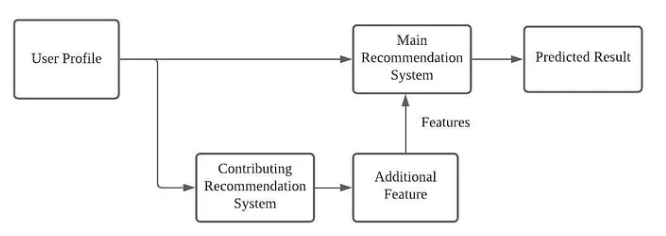 User Profile
Main
Recommendation
System
Predicted Result
Features
Contributing
Recommendation
System
Additional
Feature